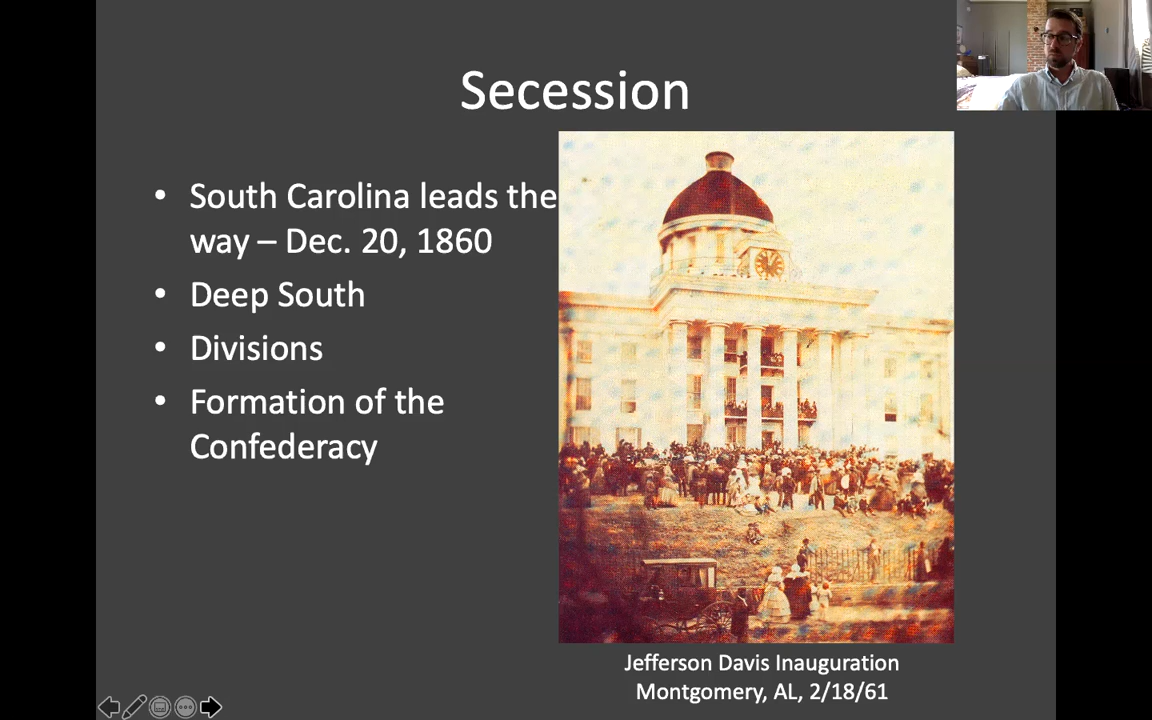 Secession
• South Carolina leads the
way – Dec. 20, 1860
• Deep South
• Divisions
• Formation of the
Confederacy
Jefferson Davis Inauguration
Montgomery, AL, 2/18/61